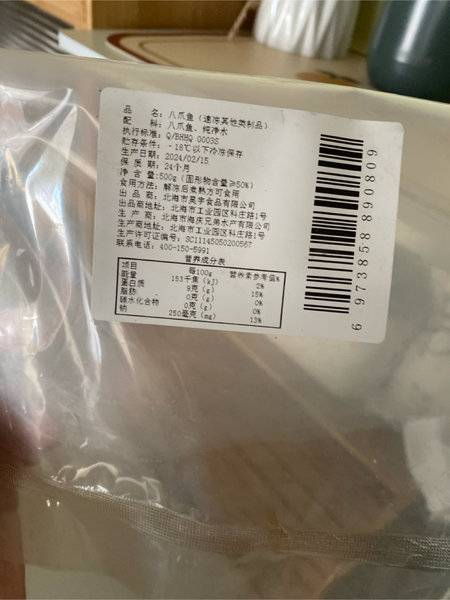 品 名：八爪鱼（速冻其他类制品）
配 料：八爪鱼、纯净水
执行标准：Q/BHHQ 0003S
贮存条件：-18℃以下冷冻保存
生产日期：2024/02/15
保 质 期：24个月
净 含 量：500g（固形物含量≥50%）
食用方法：解冻后煮熟方可食用
出 品 商：北海市昊宇食品有限公司
出品商地址：北海市工业园区科庄路1号
生 产 商：北海市海庆兄弟水产有限公司
生产商地址：北海市工业园区科庄路1号
生产许可证编号：SC11145050200567
联系电话：400-150-5991
营养成分表
项目 每100g 营养素参考值%
能量 153千焦（kJ） 2%
蛋白质 9克（g） 15%
脂肪 0克（g） 0%
碳水化合物 0克（g） 0%
钠 250毫克（mg） 13%
6973858890809